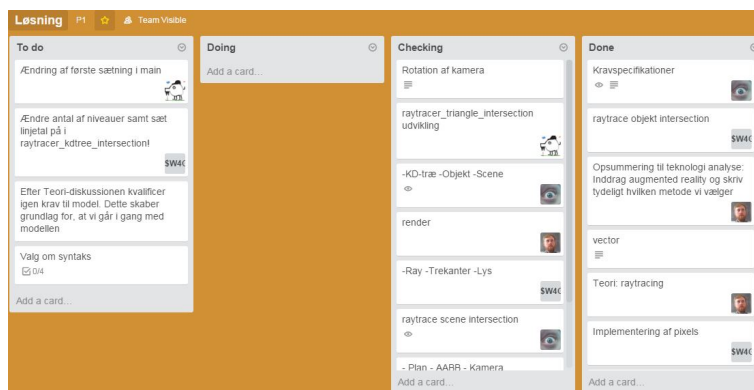 Løsning P1 Team Visible
To do
Ændring af første sætning i main
Ændre antal af niveauer samt sæt
linjetal på i
raytracer_kdtree_intersection!
SW4
Efter Teori-diskussionen kvalificer
igen krav til model. Dette skaber
grundlag for, at vi går i gang med
modellen
Valg om syntaks
0/4
Add a card...
Doing
Add a card...
Checking
Rotation af kamera
raytracer_triangle_intersection
udvikling
-KD-træ -Objekt -Scene
render
-Ray -Trekanter -Lys
SW4
raytrace scene intersection
- Plan - AABB - Kamera
Add a card...
Done
Kravspecifikationer
raytrace objekt intersection
SW4
Opsummering til teknologi analyse:
Inddrag augmented reality og skriv
tydeligt hvilken metode vi vælger
vector
Teori: raytracing
Implementering af pixels
SW4
Add a card...